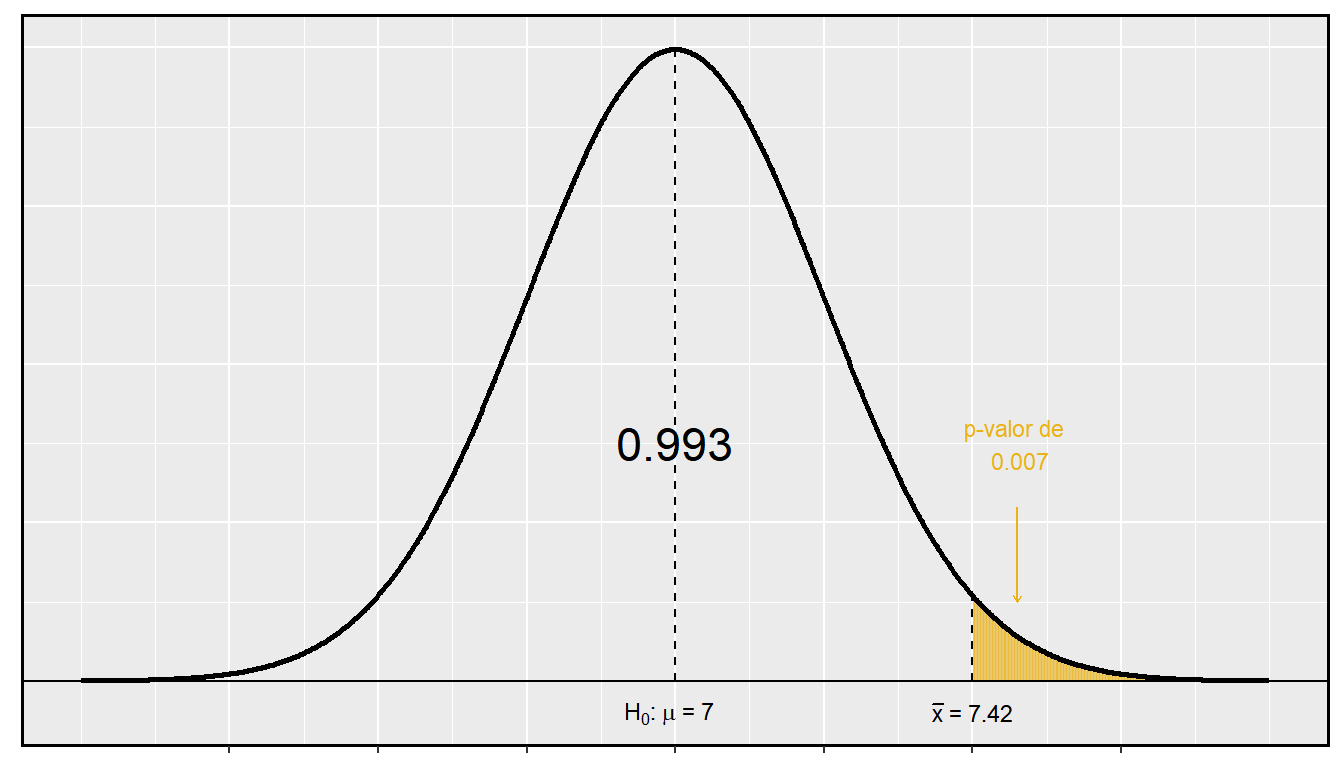 0.993
p-valor de
0.007
H₀: μ = 7
x̅ = 7.42